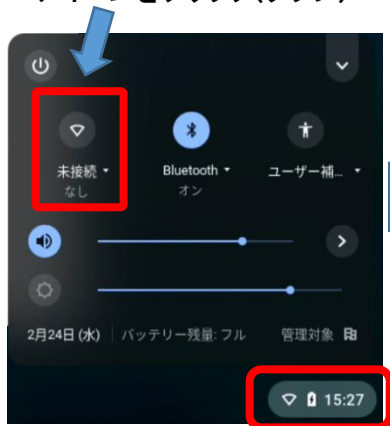 未接続
なし
Bluetooth
オン
ユーザー補...
2月24日 (水) バッテリー残量: フル 管理対象
15:27